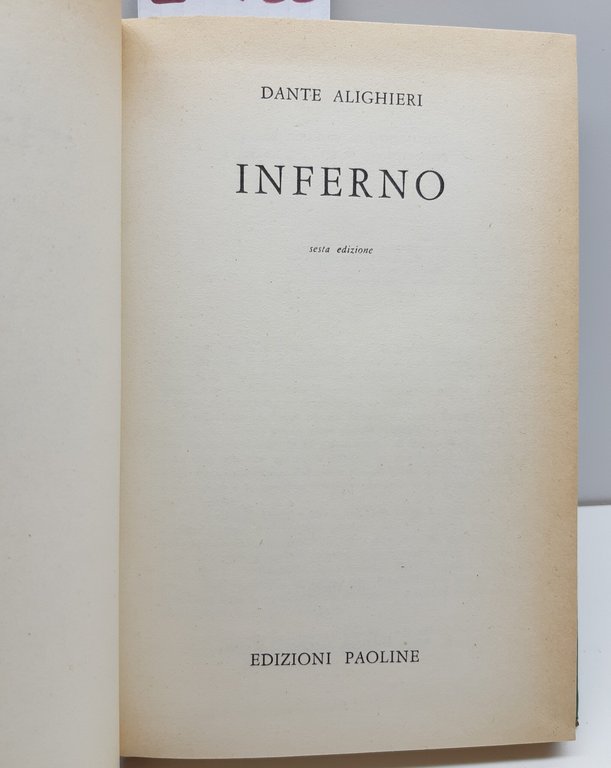 DANTE ALIGHIERI
INFERNO
sesta edizione
EDIZIONI PAOLINE